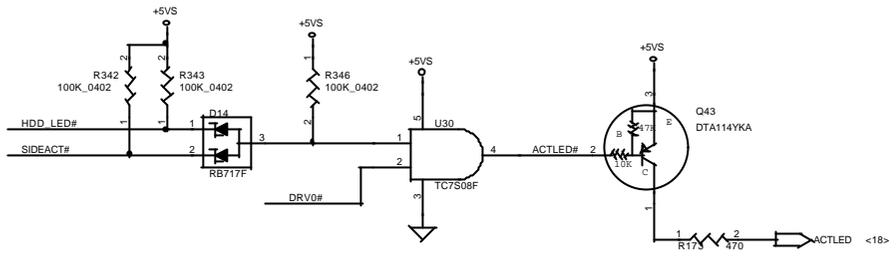 +5VS
+5VS
+5VS
+5VS
2
2
1
R342
100K_0402
R343
100K_0402
R346
100K_0402
1
1
2
D14
HDD_LED#
1
3
SIDEACT#
2
RB717F
5
U30
1
2
4
3
TC7S08F
DRV0#
ACTLED#
2
3
Q43
DTA114YKA
E
B
47K
10K
C
1
1
2
R173
470
ACTLED
<18>